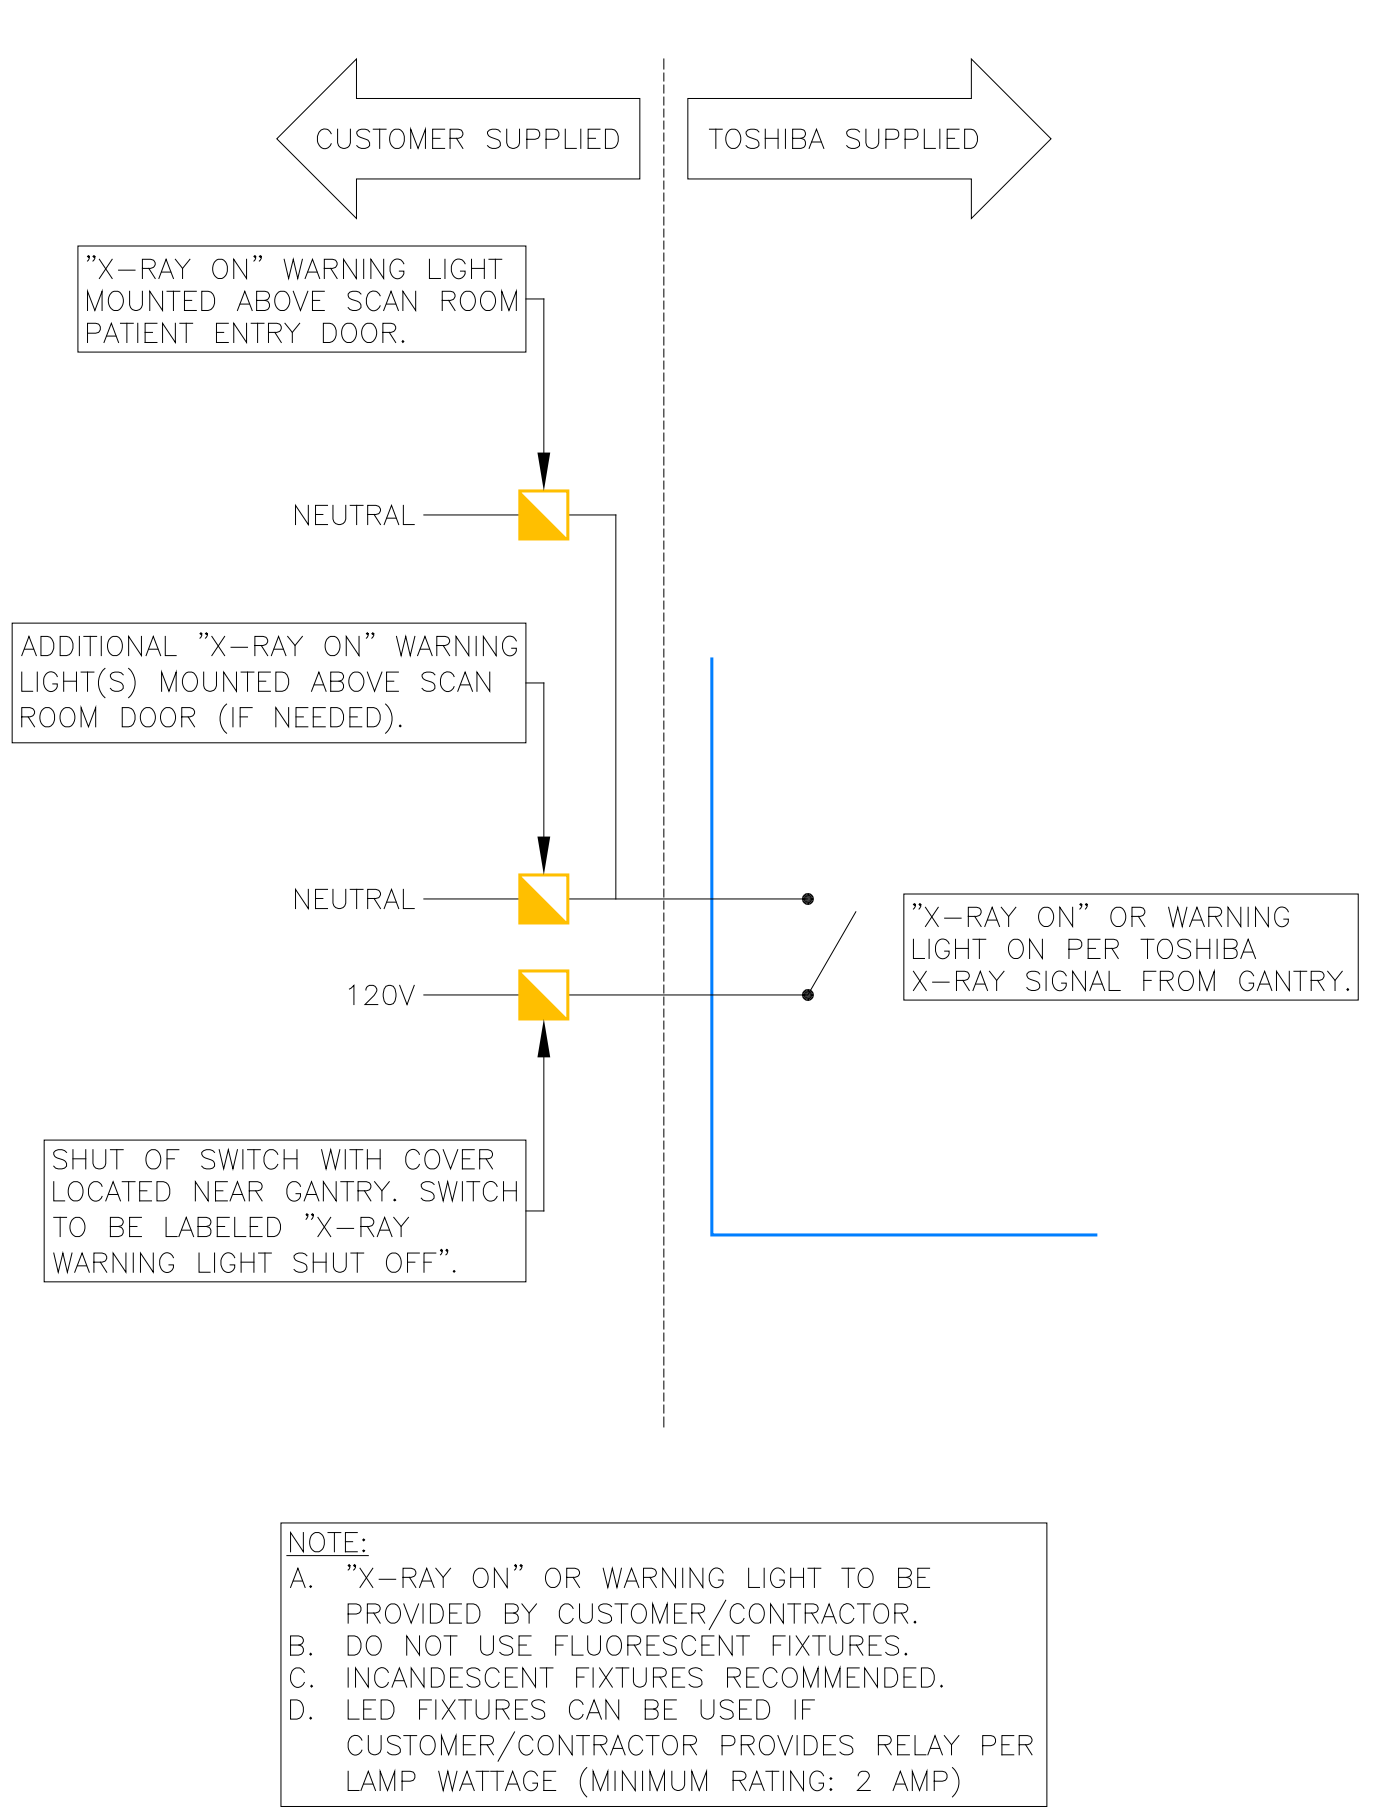 CUSTOMER SUPPLIED
TOSHIBA SUPPLIED
"X-RAY ON" WARNING LIGHT
MOUNTED ABOVE SCAN ROOM
PATIENT ENTRY DOOR.
NEUTRAL
ADDITIONAL "X-RAY ON" WARNING
LIGHT(S) MOUNTED ABOVE SCAN
ROOM DOOR (IF NEEDED).
NEUTRAL
"X-RAY ON" OR WARNING
LIGHT ON PER TOSHIBA
X-RAY SIGNAL FROM GANTRY.
120V
SHUT OF SWITCH WITH COVER
LOCATED NEAR GANTRY. SWITCH
TO BE LABELED "X-RAY
WARNING LIGHT SHUT OFF".
NOTE:
A. "X-RAY ON" OR WARNING LIGHT TO BE
PROVIDED BY CUSTOMER/CONTRACTOR.
B. DO NOT USE FLUORESCENT FIXTURES.
C. INCANDESCENT FIXTURES RECOMMENDED.
D. LED FIXTURES CAN BE USED IF
CUSTOMER/CONTRACTOR PROVIDES RELAY PER
LAMP WATTAGE (MINIMUM RATING: 2 AMP)